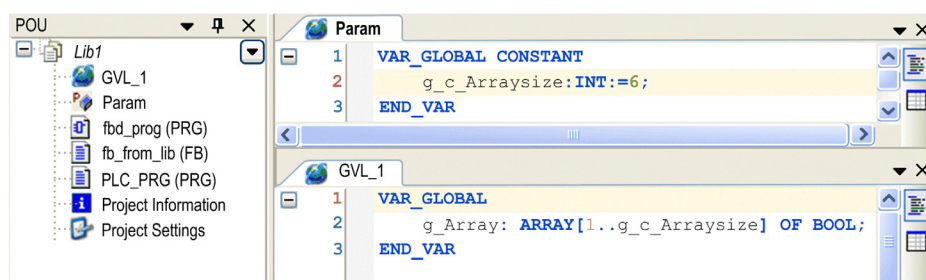 POU
Lib1
GVL_1
Param
fbd_prog (PRG)
fb_from_lib (FB)
PLC_PRG (PRG)
Project Information
Project Settings
Param
1 VAR_GLOBAL CONSTANT
2 g_c_Arraysize:INT:=6;
3 END_VAR
GVL_1
1 VAR_GLOBAL
2 g_Array: ARRAY[1..g_c_Arraysize] OF BOOL;
3 END_VAR